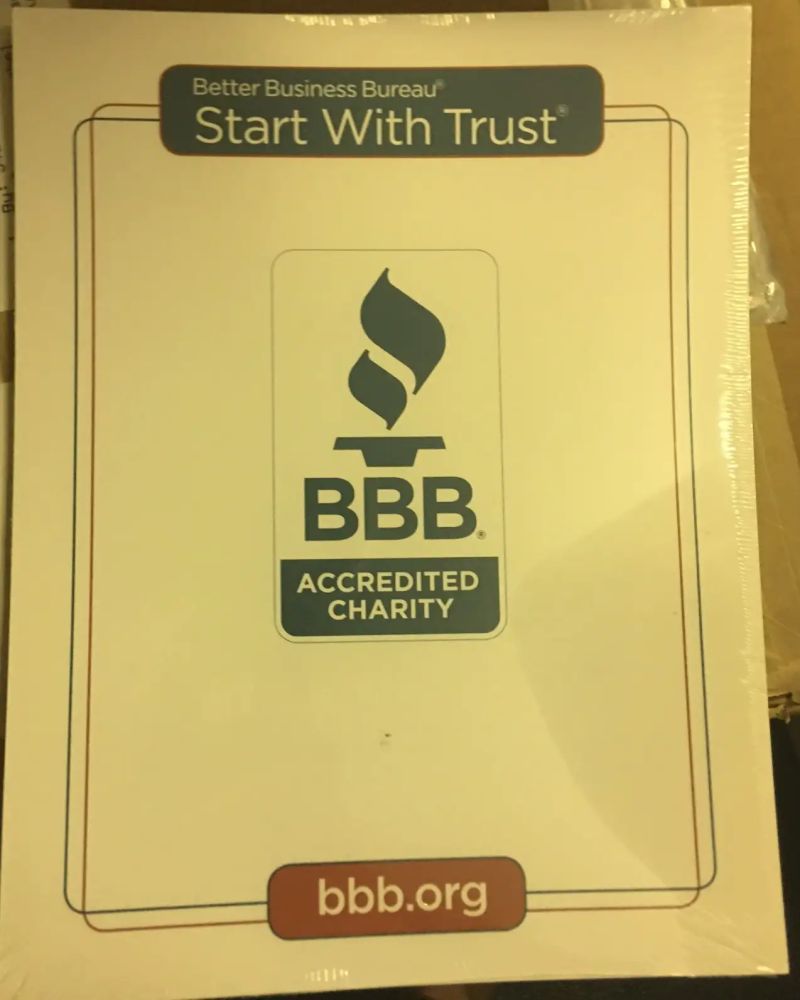 Better Business Bureau®
Start With Trust®
BBB®
ACCREDITED
CHARITY
bbb.org